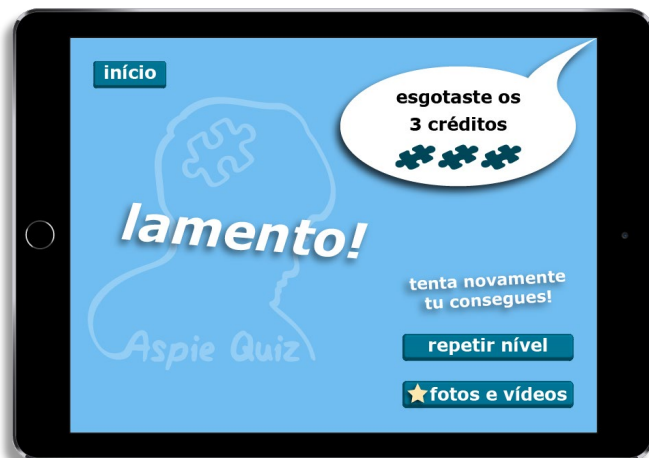 início
esgotaste os
3 créditos
lamento!
tenta novamente
tu consegues!
Aspie Quiz
repetir nível
fotos e vídeos